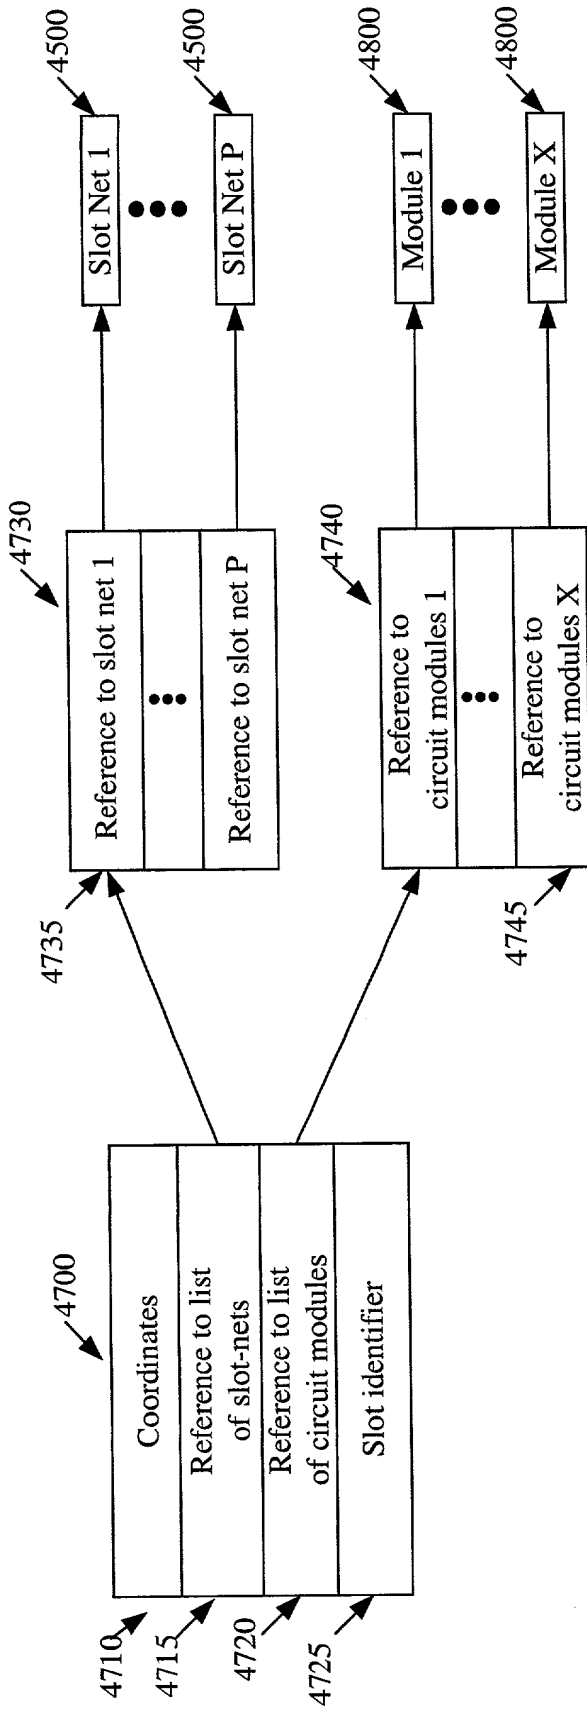 4700
4710
Coordinates
4715
Reference to list
of slot-nets
4720
Reference to list
of circuit modules
4725
Slot identifier
4730
4735
Reference to slot net 1
Reference to slot net P
4740
Reference to
circuit modules 1
4745
Reference to
circuit modules X
4500
Slot Net 1
4500
Slot Net P
4800
Module 1
4800
Module X